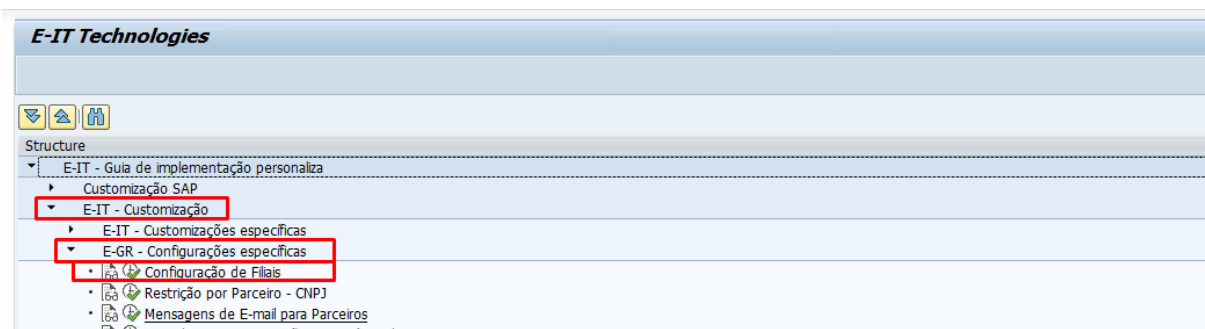 E-IT Technologies
Structure
E-IT - Guia de implementação personaliza
Customização SAP
E-IT - Customização
E-IT - Customizações específicas
E-GR - Configurações específicas
Configuração de Filiais
Restrição por Parceiro - CNPJ
Mensagens de E-mail para Parceiros